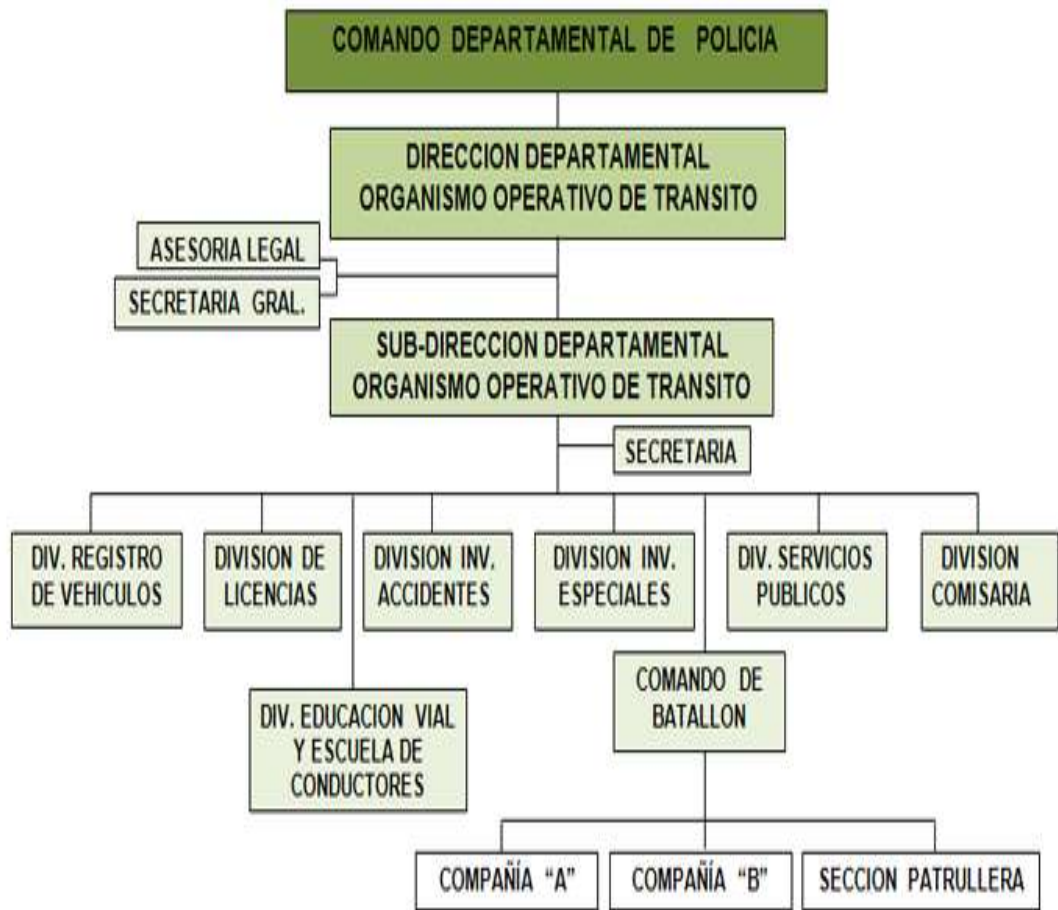 COMANDO DEPARTAMENTAL DE POLICIA
DIRECCION DEPARTAMENTAL
ORGANISMO OPERATIVO DE TRANSITO
ASESORIA LEGAL
SECRETARIA GRAL.
SUB-DIRECCION DEPARTAMENTAL
ORGANISMO OPERATIVO DE TRANSITO
SECRETARIA
DIV. REGISTRO
DE VEHICULOS
DIVISION DE
LICENCIAS
DIVISION INV.
ACCIDENTES
DIVISION INV.
ESPECIALES
DIV. SERVICIOS
PUBLICOS
DIVISION
COMISARIA
DIV. EDUCACION VIAL
Y ESCUELA DE
CONDUCTORES
COMANDO DE
BATALLON
COMPAÑÍA “A”
COMPAÑÍA “B”
SECCION PATRULLERA